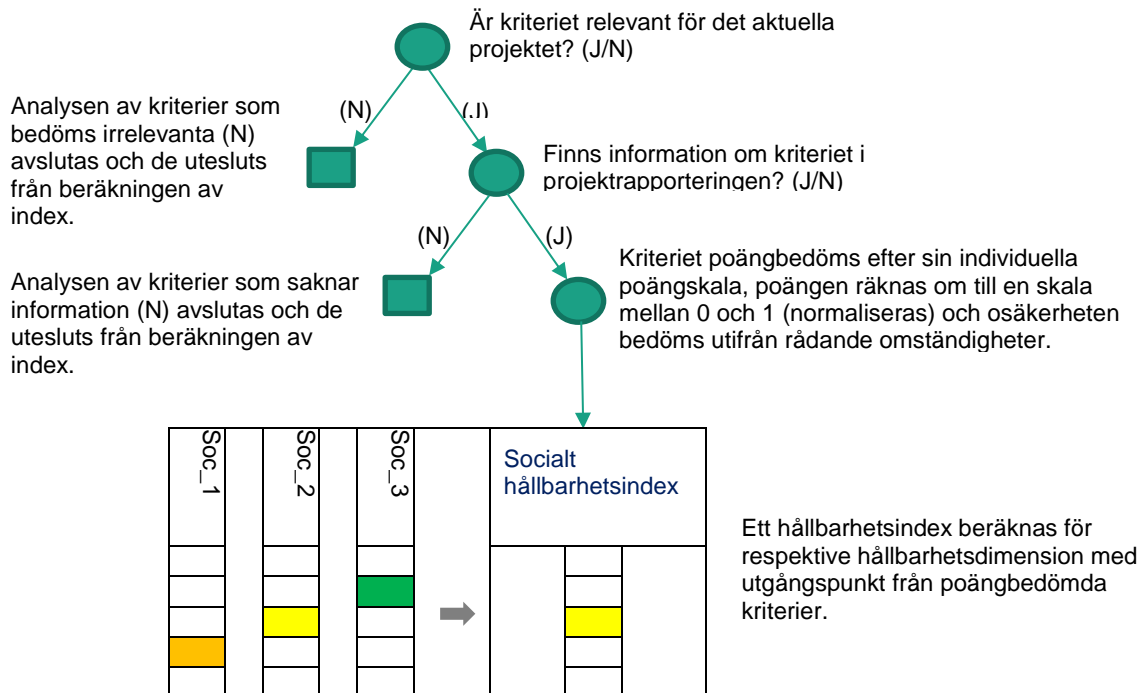 Är kriteriet relevant för det aktuella
projektet? (J/N)
Analysen av kriterier som
bedöms irrelevanta (N)
avslutas och de utesluts
från beräkningen av
index.
(N)
(J)
Finns information om kriteriet i
projektrapporteringen? (J/N)
(N)
(J)
Analysen av kriterier som saknar
information (N) avslutas och de
utesluts från beräkningen av
index.
Kriteriet poängbedöms efter sin individuella
poängskala, poängen räknas om till en skala
mellan 0 och 1 (normaliseras) och osäkerheten
bedöms utifrån rådande omständigheter.
Soc_1
Soc_2
Soc_3
Socialt
hållbarhetsindex
Ett hållbarhetsindex beräknas för
respektive hållbarhetsdimension med
utgångspunkt från poängbedömda
kriterier.